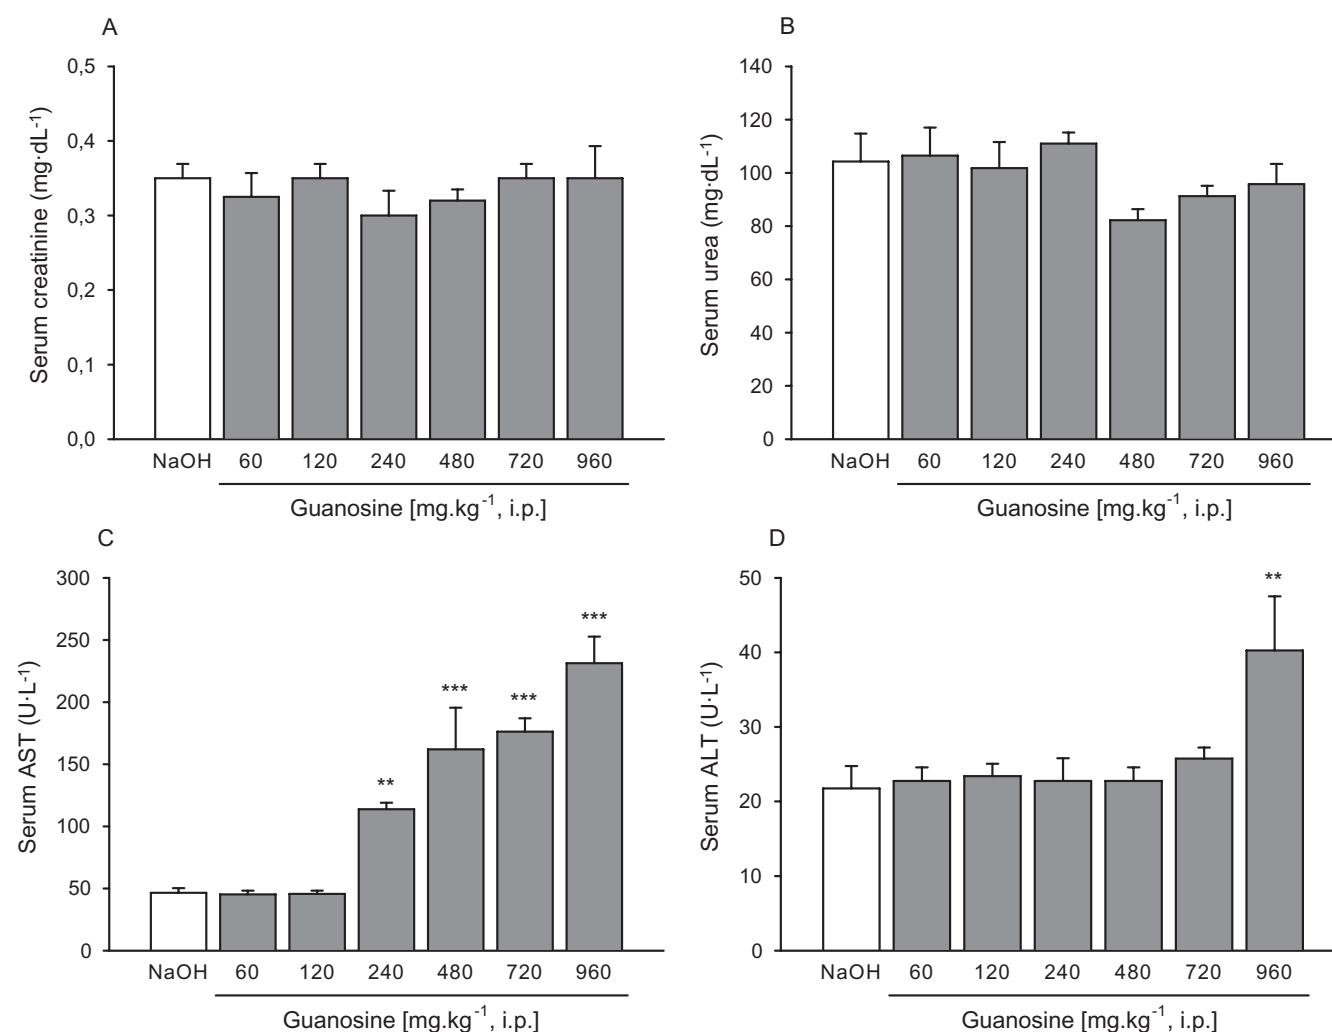 A
Serum creatinine (mg·dL-1)
0,5
0,4
0,3
0,2
0,1
0,0
NaOH 60 120 240 480 720 960
Guanosine [mg.kg-1, i.p.]
B
Serum urea (mg·dL-1)
140
120
100
80
60
40
20
0
NaOH 60 120 240 480 720 960
Guanosine [mg.kg-1, i.p.]
C
Serum AST (U·L-1)
300
250
200
150
100
50
0
**
***
***
***
NaOH 60 120 240 480 720 960
Guanosine [mg.kg-1, i.p.]
D
Serum ALT (U·L-1)
50
40
30
20
10
0
**
NaOH 60 120 240 480 720 960
Guanosine [mg.kg-1, i.p.]